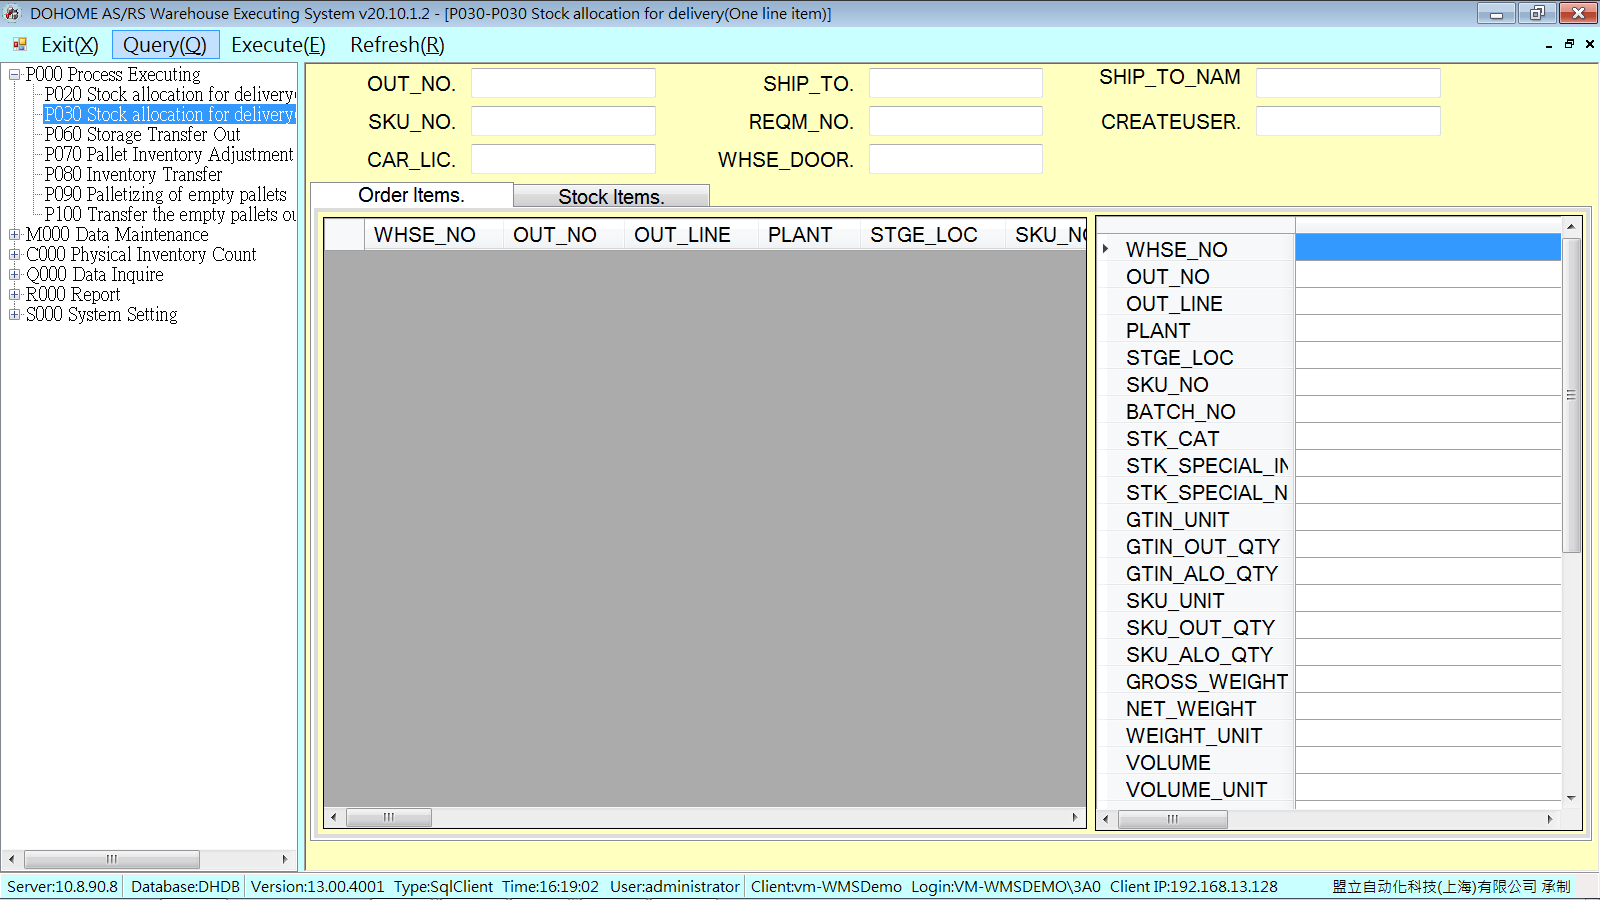 DOHOME AS/RS Warehouse Executing System v20.10.1.2 - [P030-P030 Stock allocation for delivery(One line item)]
Exit(X) Query(Q) Execute(E) Refresh(R)
P000 Process Executing
P020 Stock allocation for delivery(
P030 Stock allocation for delivery(
P060 Storage Transfer Out
P070 Pallet Inventory Adjustment
P080 Inventory Transfer
P090 Palletizing of empty pallets
P100 Transfer the empty pallets ou
M000 Data Maintenance
C000 Physical Inventory Count
Q000 Data Inquire
R000 Report
S000 System Setting
OUT_NO. SHIP_TO. SHIP_TO_NAM
SKU_NO. REQM_NO. CREATEUSER.
CAR_LIC. WHSE_DOOR.
Order Items. Stock Items.
WHSE_NO OUT_NO OUT_LINE PLANT STGE_LOC SKU_NO
WHSE_NO
OUT_NO
OUT_LINE
PLANT
STGE_LOC
SKU_NO
BATCH_NO
STK_CAT
STK_SPECIAL_IN
STK_SPECIAL_N
GTIN_UNIT
GTIN_OUT_QTY
GTIN_ALO_QTY
SKU_UNIT
SKU_OUT_QTY
SKU_ALO_QTY
GROSS_WEIGHT
NET_WEIGHT
WEIGHT_UNIT
VOLUME
VOLUME_UNIT
Server:10.8.90.8 Database:DHDB Version:13.00.4001 Type:SqlClient Time:16:19:02 User:administrator Client:vm-WMSDemo Login:VM-WMSDEMO\3A0 Client IP:192.168.13.128 盟立自动化科技(上海)有限公司 承制